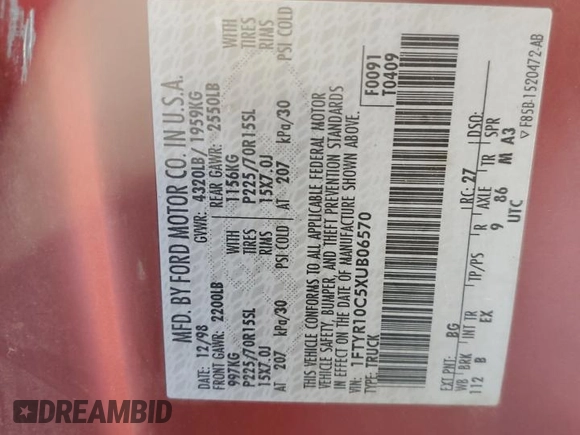 MFD. BY FORD MOTOR CO. IN U.S.A.
DATE: 12/98 GVWR: 4320LB/ 1959KG
FRONT GAWR: 2200LB REAR GAWR: 2550LB
997KG 1156KG
P225/70R15SL TIRES P225/70R15SL TIRES
15X7.0J RIMS 15X7.0J RIMS
AT 207 kPa/30 PSI COLD AT 207 kPa/30 PSI COLD
THIS VEHICLE CONFORMS TO ALL APPLICABLE FEDERAL MOTOR
VEHICLE SAFETY, BUMPER, AND THEFT PREVENTION STANDARDS
IN EFFECT ON THE DATE OF MANUFACTURE SHOWN ABOVE.
VIN: 1FTYR10C5XUB06570 F0091
TYPE: TRUCK T0409
EXT PNT: BG RC: 27 DSO:
WB BRK INT TR TP/PS R AXLE TR SPR
112 B EX 9 86 M A3
UTC
▽ F85B-1520472-AB
DREAMBID